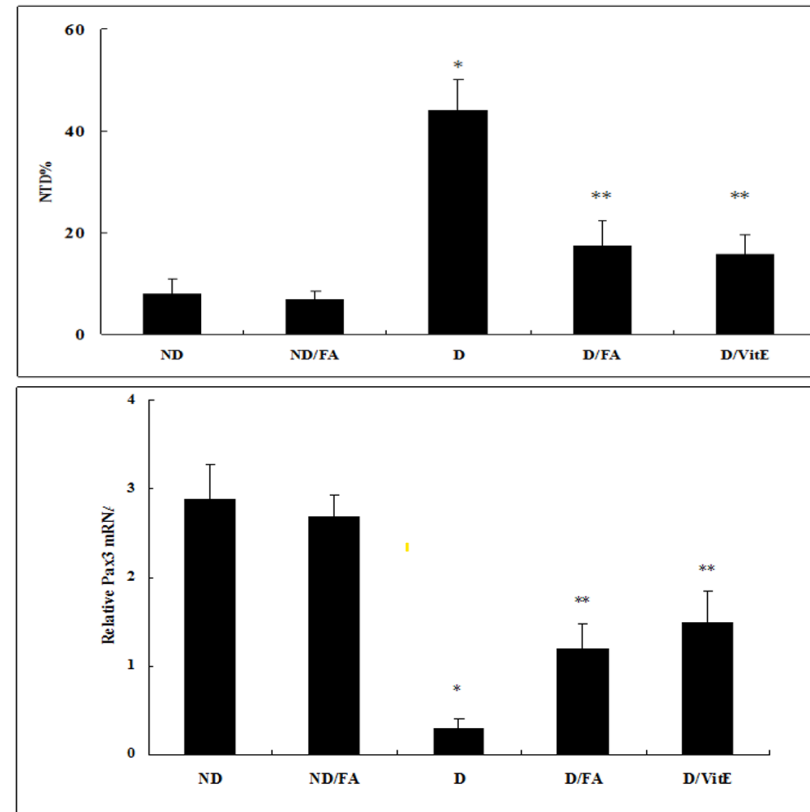 60
40
20
0
NTD%
*
**
**
ND
ND/FA
D
D/FA
D/VitE
4
3
2
1
0
Relative Pax3 mRN
*
**
**
ND
ND/FA
D
D/FA
D/VitE